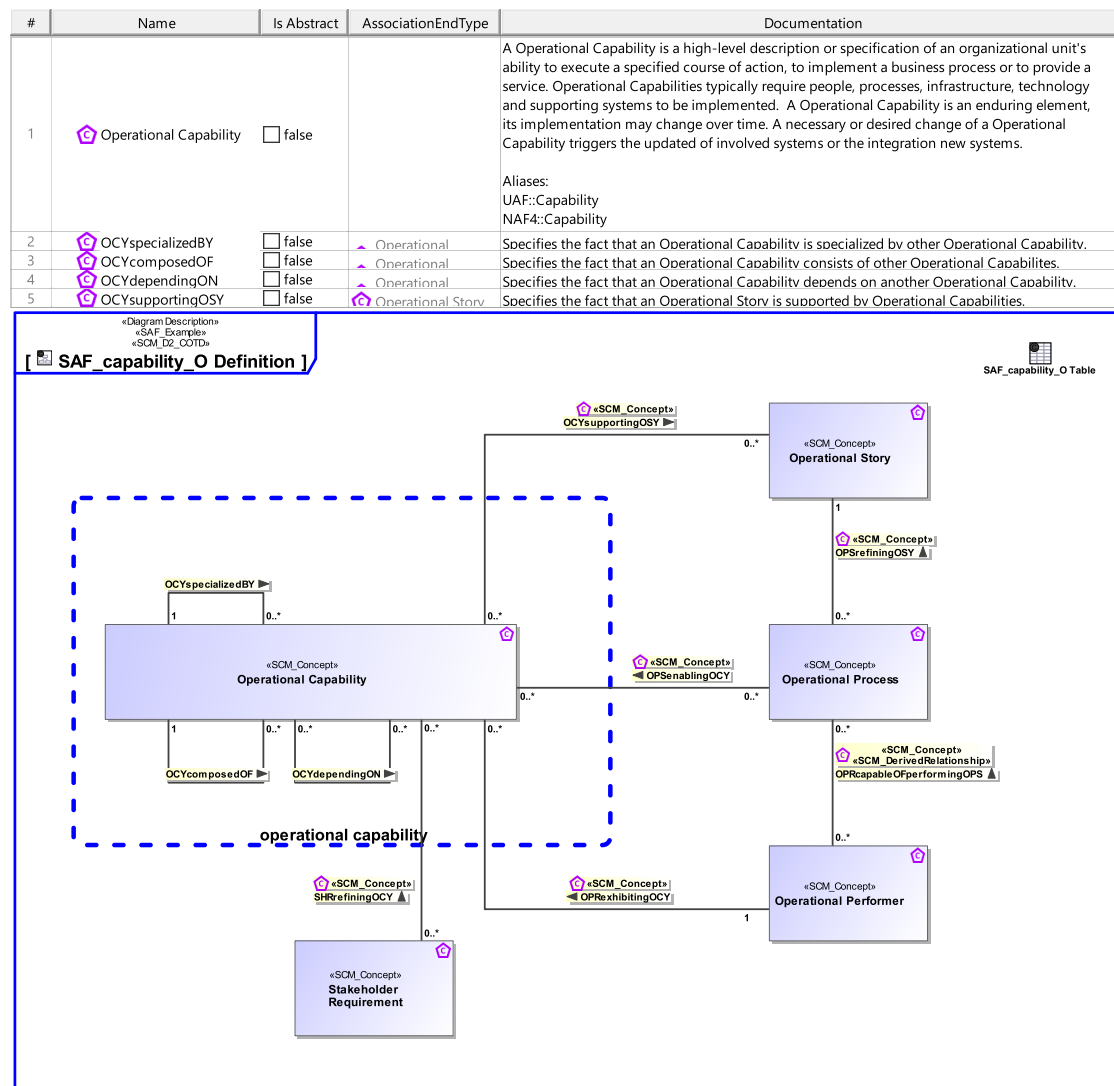 # Name Is Abstract AssociationEndType Documentation
A Operational Capability is a high-level description or specification of an organizational unit's
ability to execute a specified course of action, to implement a business process or to provide a
service. Operational Capabilities typically require people, processes, infrastructure, technology
and supporting systems to be implemented.  A Operational Capability is an enduring element,
1 C Operational Capability false its implementation may change over time. A necessary or desired change of a Operational
Capability triggers the updated of involved systems or the integration new systems.
Aliases:
UAF::Capability
NAF4::Capability
2 C OCYspecializedBY false Operational Specifies the fact that an Operational Capability is specialized by other Operational Capability.
3 C OCYcomposedOF false Operational Specifies the fact that an Operational Capability consists of other Operational Capabilites.
4 C OCYdependingON false Operational Specifies the fact that an Operational Capability depends on another Operational Capability.
5 C OCYsupportingOSY false C Operational Story Specifies the fact that an Operational Story is supported by Operational Capabilities.
«Diagram Description»
«SAF_Example»
«SCM_D2_COTD»
[ SAF_capability_O Definition ]
SAF_capability_O Table
C «SCM_Concept»
OCYsupportingOSY
0..*
C
«SCM_Concept»
Operational Story
1
C «SCM_Concept»
OPSrefiningOSY
OCYspecializedBY
1 0..* 0..* 0..*
C
«SCM_Concept»
Operational Capability
C «SCM_Concept»
OPSenablingOCY
0..* 0..*
C
«SCM_Concept»
Operational Process
1 0..* 0..* 0..* 0..* 0..* 0..*
OCYcomposedOF OCYdependingON
C «SCM_Concept»
«SCM_DerivedRelationship»
OPRcapableOFperformingOPS
operational capability
0..*
C «SCM_Concept»
SHRrefiningOCY
C «SCM_Concept»
OPRexhibitingOCY
1
C
«SCM_Concept»
Operational Performer
0..*
C
«SCM_Concept»
Stakeholder
Requirement